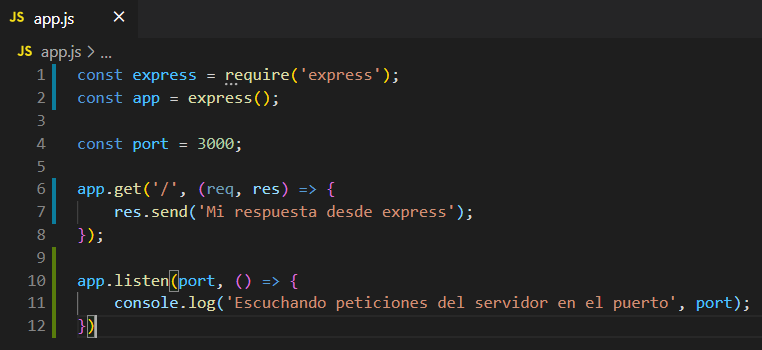 JS app.js ×
JS app.js > ...
1 const express = require('express');
2 const app = express();
3
4 const port = 3000;
5
6 app.get('/', (req, res) => {
7     res.send('Mi respuesta desde express');
8 });
9
10 app.listen(port, () => {
11     console.log('Escuchando peticiones del servidor en el puerto', port);
12 })